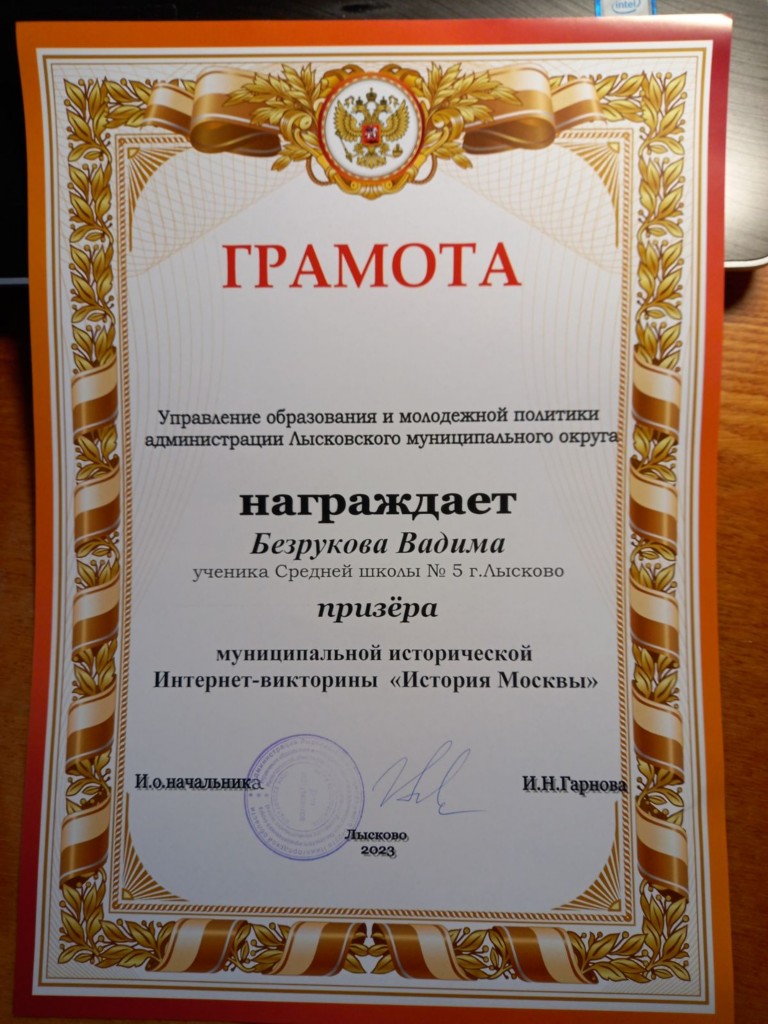 intel
ГРАМОТА
Управление образования и молодежной политики
администрации Лысковского муниципального округа
награждает
Безрукова Вадима
ученика Средней школы № 5 г.Лысково
призёра
муниципальной исторической
Интернет-викторины «История Москвы»
И.о.начальника
И.Н.Гарнова
Лысково
2023